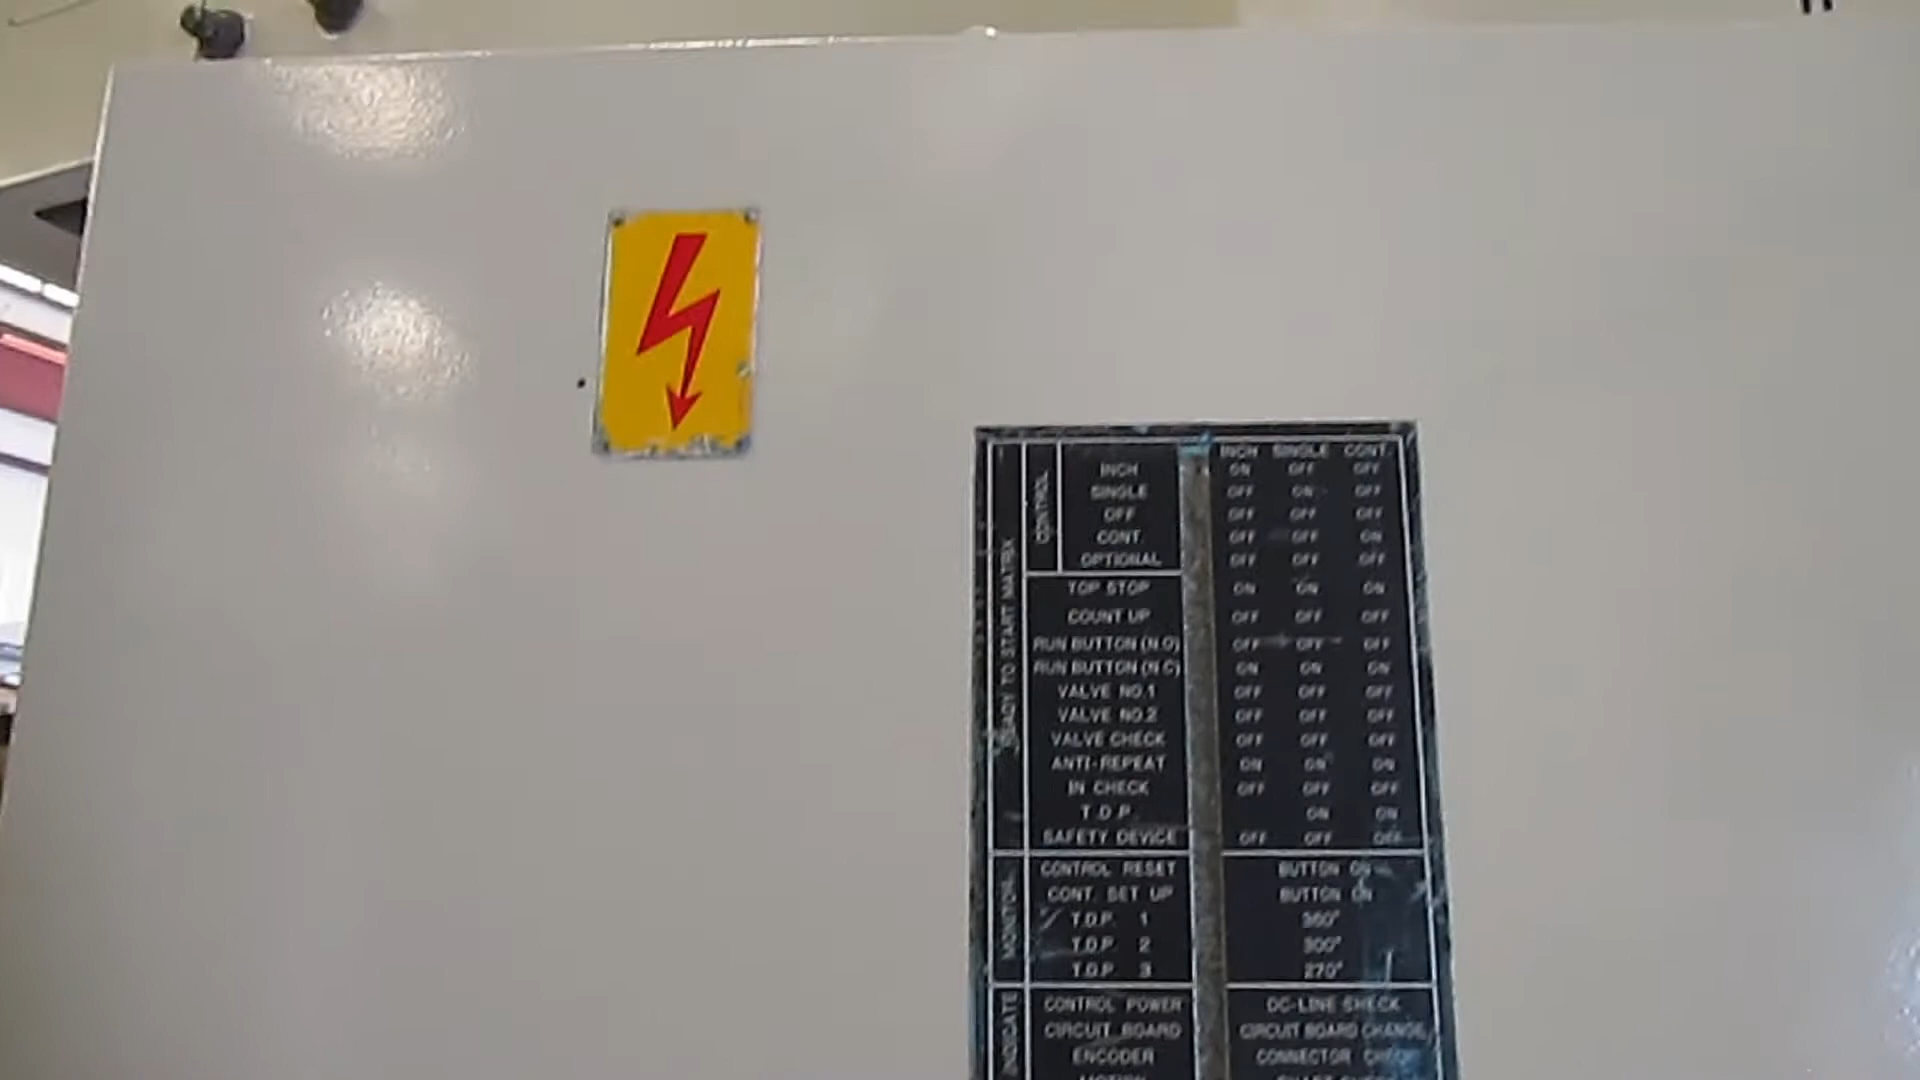 INCH SINGLE CONT.
CONTROL
INCH ON OFF OFF
SINGLE OFF ON OFF
OFF OFF OFF OFF
CONT. OFF OFF ON
OPTIONAL OFF OFF OFF
READY TO START MATRIX
TOP STOP ON ON ON
COUNT UP OFF OFF OFF
RUN BUTTON (N.O) OFF OFF OFF
RUN BUTTON (N.C) ON ON ON
VALVE NO.1 OFF OFF OFF
VALVE NO.2 OFF OFF OFF
VALVE CHECK OFF OFF OFF
ANTI-REPEAT ON ON ON
IN CHECK OFF OFF OFF
T.D.P. ON ON
SAFETY DEVICE OFF OFF OFF
MONITOR
CONTROL RESET BUTTON ON
CONT. SET UP BUTTON ON
T.D.P. 1 360°
T.D.P. 2 300°
T.D.P. 3 270°
INDICATE
CONTROL POWER DC-LINE CHECK
CIRCUIT BOARD CIRCUIT BOARD CHANGE
ENCODER CONNECTOR CHECK